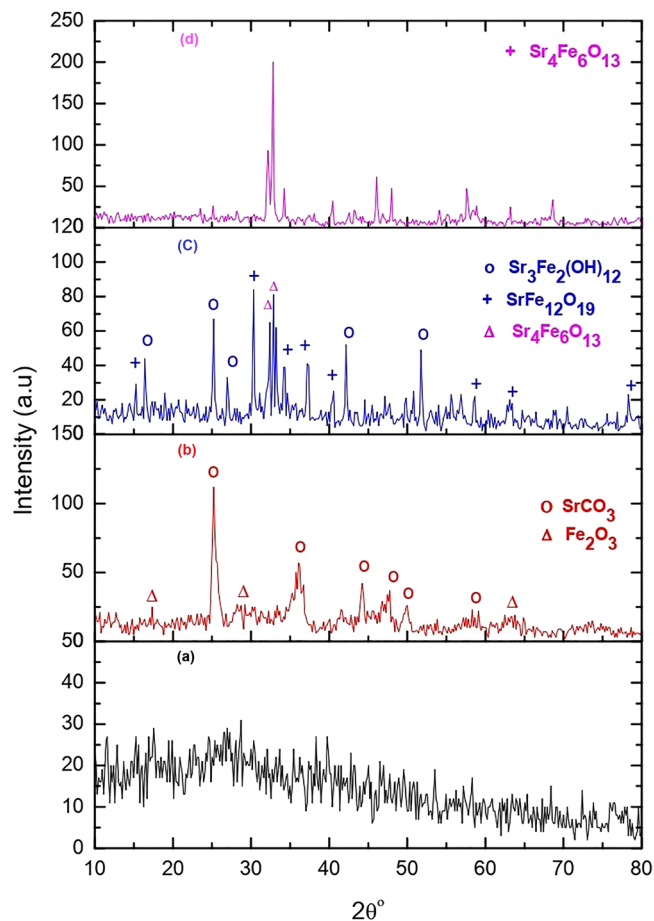 250
(d)
+ Sr4Fe6O13
200
150
100
50
120
(C)
100
o Sr3Fe2(OH)12
+ SrFe12O19
Δ Sr4Fe6O13
80
60
40
20
150
(b)
100
o SrCO3
Δ Fe2O3
50
50
(a)
40
30
20
10
0
10 20 30 40 50 60 70 80
2θ°
Intensity (a.u)